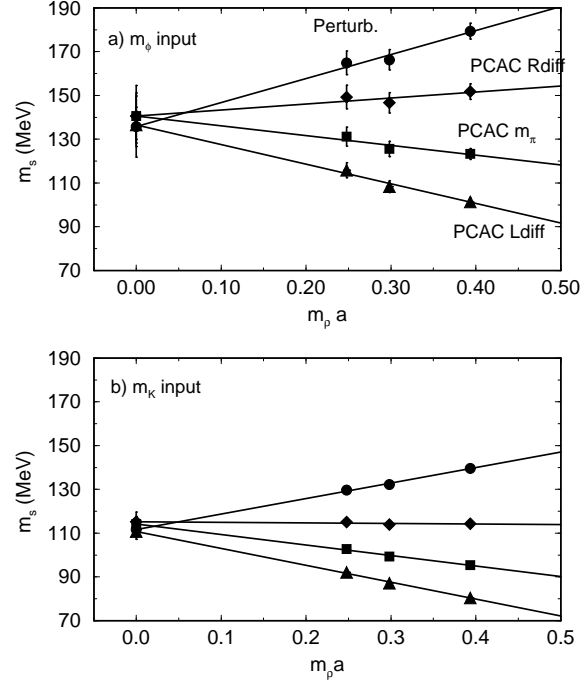 190
a) m_ϕ input
Perturb.
170
PCAC Rdiff
150
PCAC m_π
130
110
PCAC Ldiff
90
70
m_s (MeV)
0.00 0.10 0.20 0.30 0.40 0.50
m_ρ a
190
b) m_K input
170
150
130
110
90
70
m_s (MeV)
0.0 0.1 0.2 0.3 0.4 0.5
m_ρ a